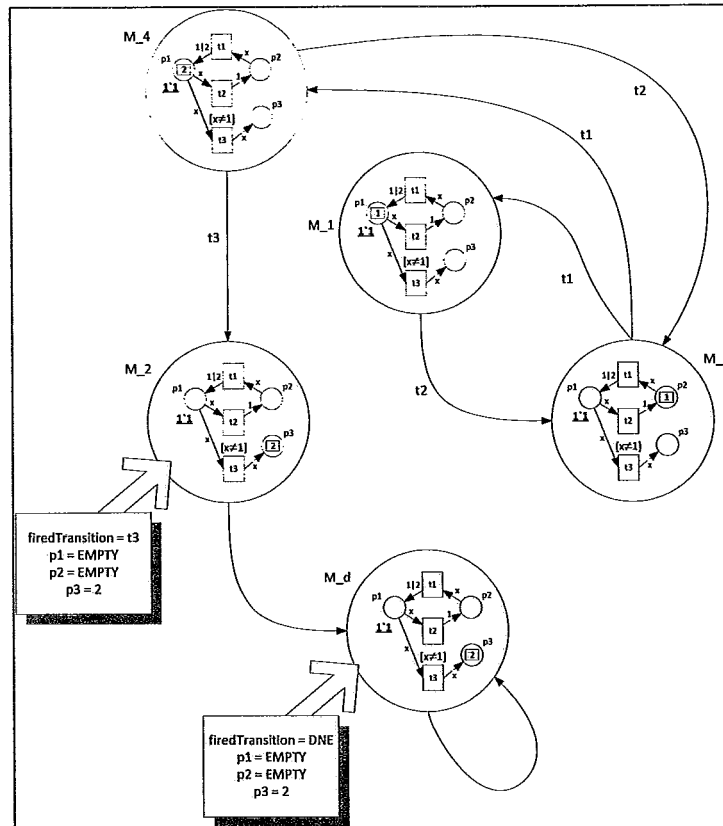 M_4
1|2 t1 x
p1 2 p2
1`1 x t2 1
x [x≠1] p3
t3 x
t2
t1
t3
M_1
1|2 t1 x
p1 1 p2
1`1 x t2 1
x [x≠1] p3
t3 x
t1
t2
M_2
1|2 t1 x
p1 p2
1`1 x t2 1
x [x≠1] p3
2
t3 x
M_
1|2 t1 x
p1 p2
1`1 x t2 1
x [x≠1] p3
t3 x
firedTransition = t3
p1 = EMPTY
p2 = EMPTY
p3 = 2
M_d
1|2 t1 x
p1 p2
1`1 x t2 1
x [x≠1] p3
2
t3 x
firedTransition = DNE
p1 = EMPTY
p2 = EMPTY
p3 = 2